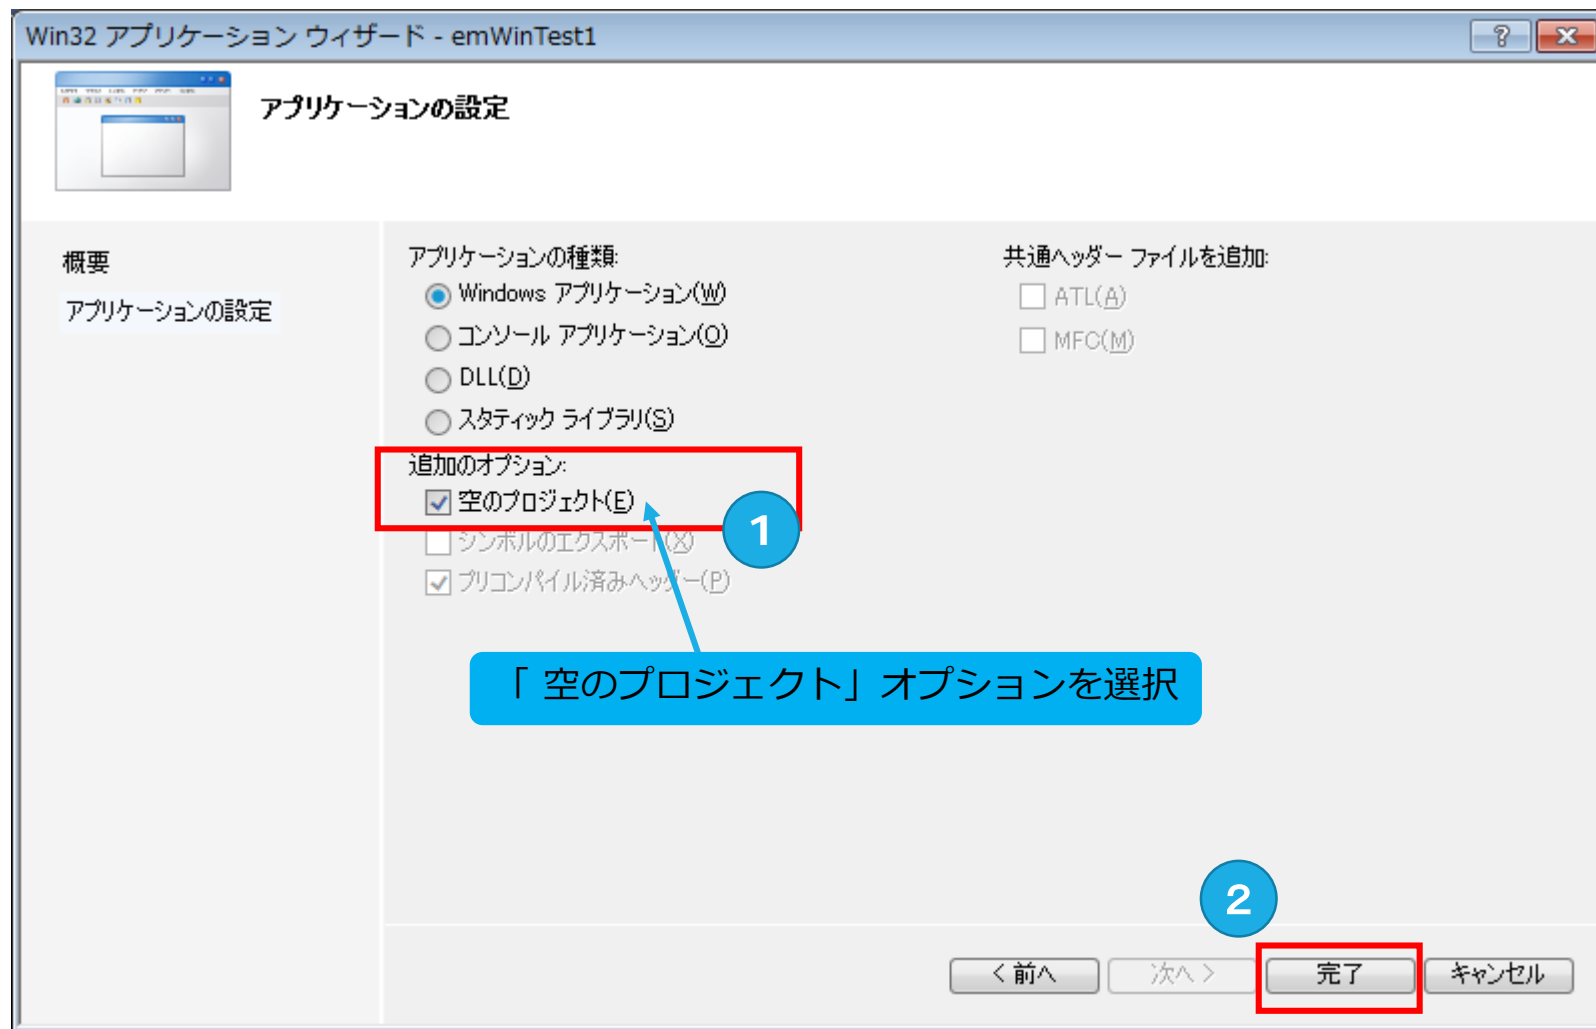 Win32 アプリケーション ウィザード - emWinTest1
アプリケーションの設定
概要
アプリケーションの設定
アプリケーションの種類:
Windows アプリケーション(W)
コンソール アプリケーション(O)
DLL(D)
スタティック ライブラリ(S)
追加のオプション:
空のプロジェクト(E)
シンボルのエクスポート(X)
プリコンパイル済みヘッダー(P)
共通ヘッダー ファイルを追加:
ATL(A)
MFC(M)
1
「 空のプロジェクト」オプションを選択
2
< 前へ
次へ >
完了
キャンセル